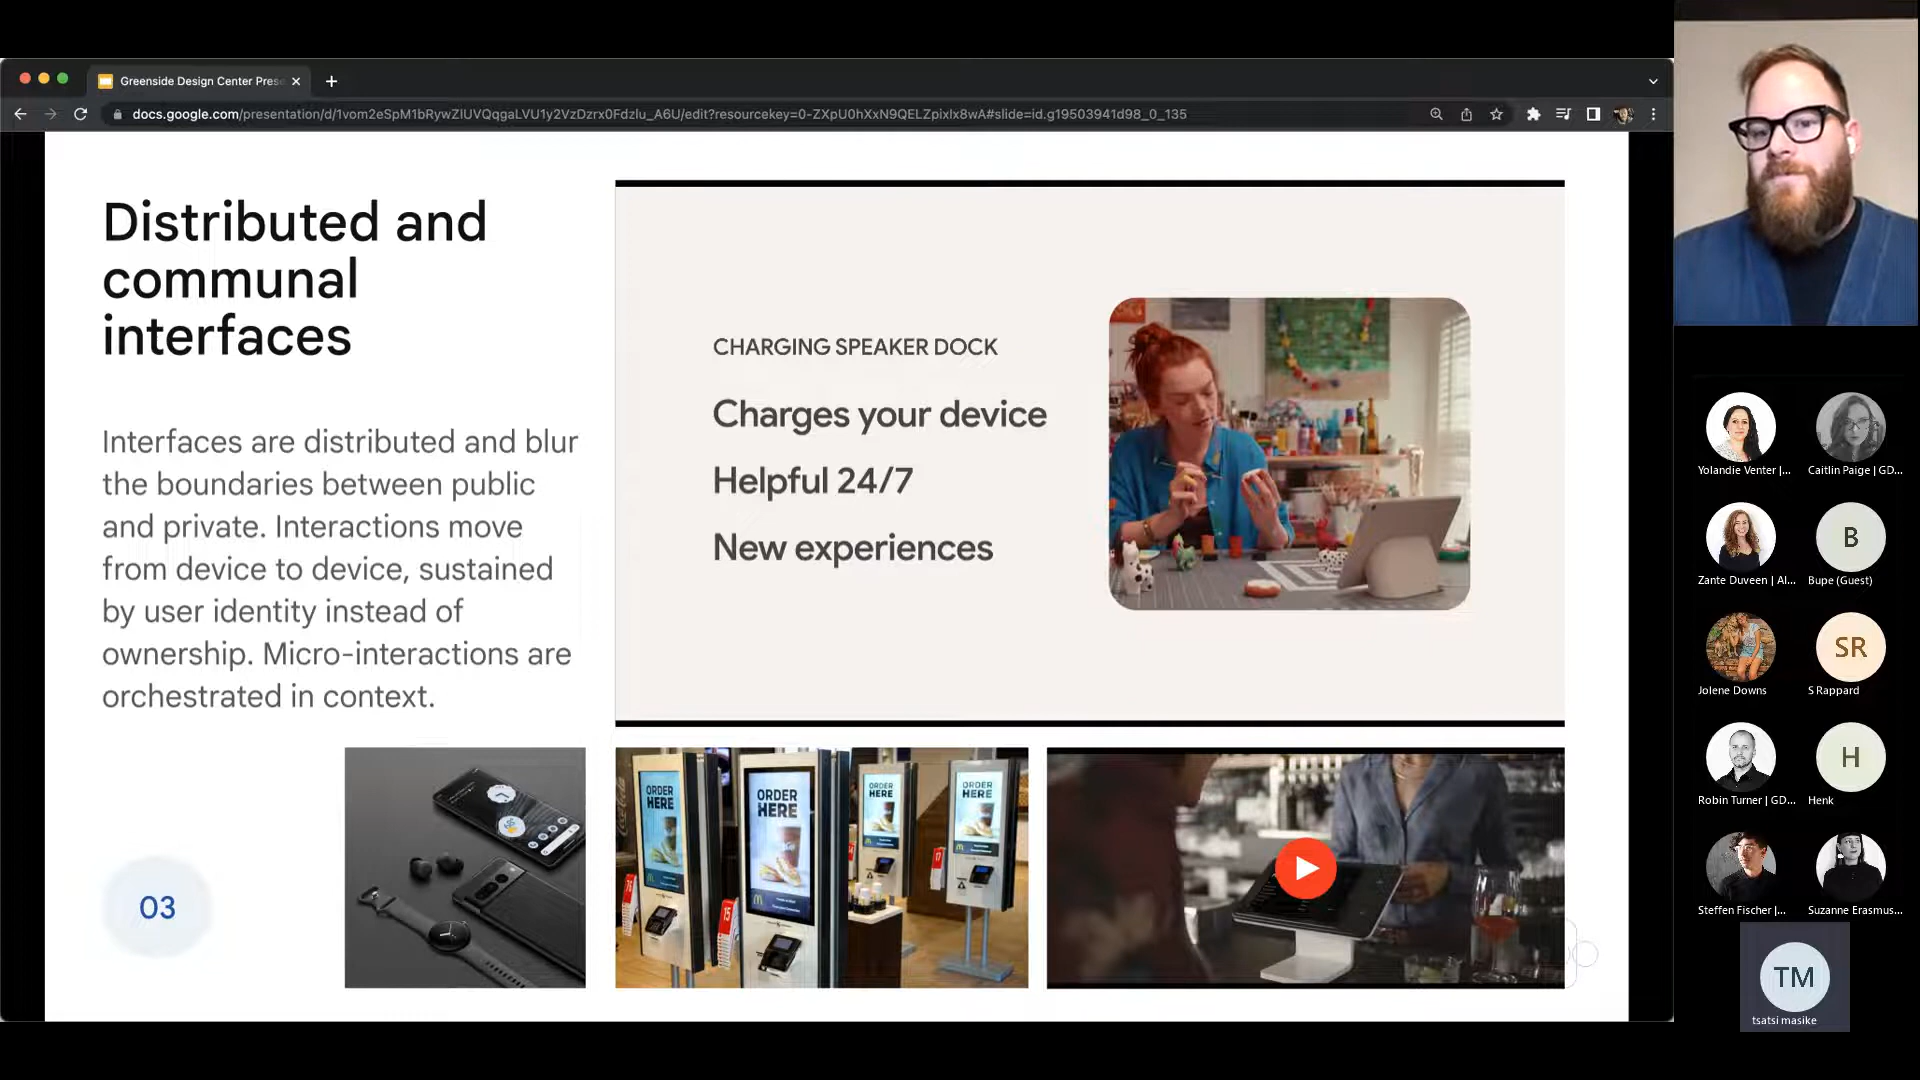 Greenside Design Center Prese
docs.google.com/presentation/d/1vom2eSpM1bRywZlUVQqgaLVU1y2VzDzrx0Fdzlu_A6U/edit?resourcekey=0-ZXpU0hXxN9QELZpixlx8wA#slide=id.g19503941d98_0_135
Distributed and
communal
interfaces
Interfaces are distributed and blur
the boundaries between public
and private. Interactions move
from device to device, sustained
by user identity instead of
ownership. Micro-interactions are
orchestrated in context.
03
CHARGING SPEAKER DOCK
Charges your device
Helpful 24/7
New experiences
ORDER
HERE
ORDER
HERE
ORDER
HERE
ORDER
HERE
15
Yolandie Venter |...
Caitlin Paige | GD...
Zante Duveen | Al...
B
Bupe (Guest)
Jolene Downs
SR
S Rappard
Robin Turner | GD...
H
Henk
Steffen Fischer |...
Suzanne Erasmus...
TM
tsatsi masike